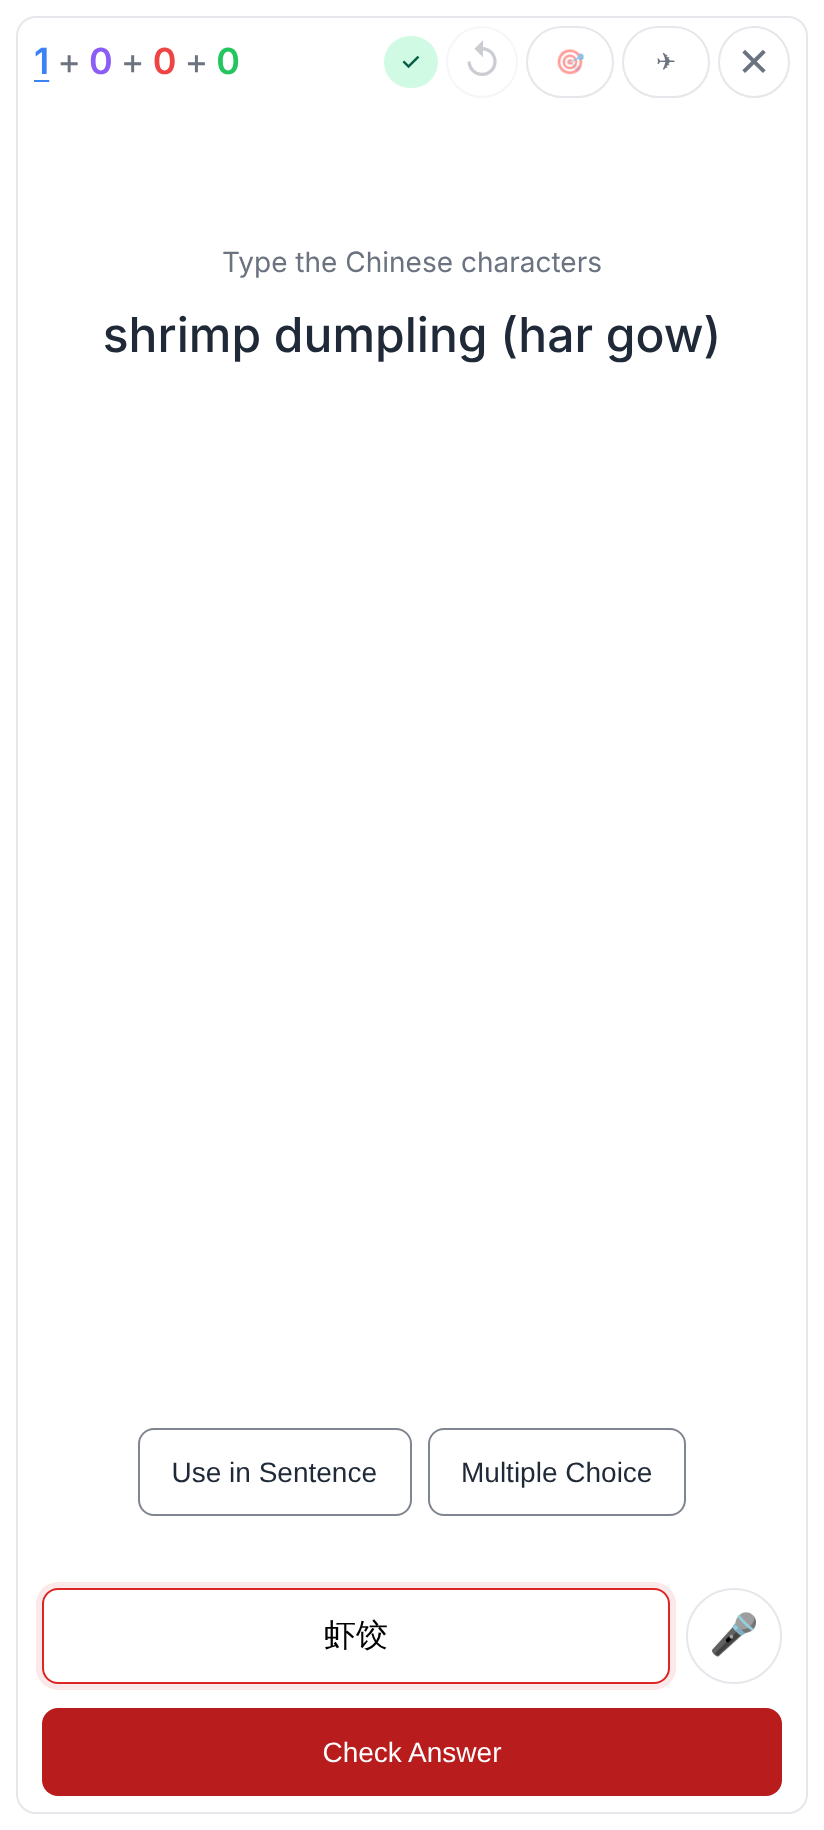 1 + 0 + 0 + 0
Type the Chinese characters
shrimp dumpling (har gow)
Use in Sentence
Multiple Choice
虾饺
Check Answer